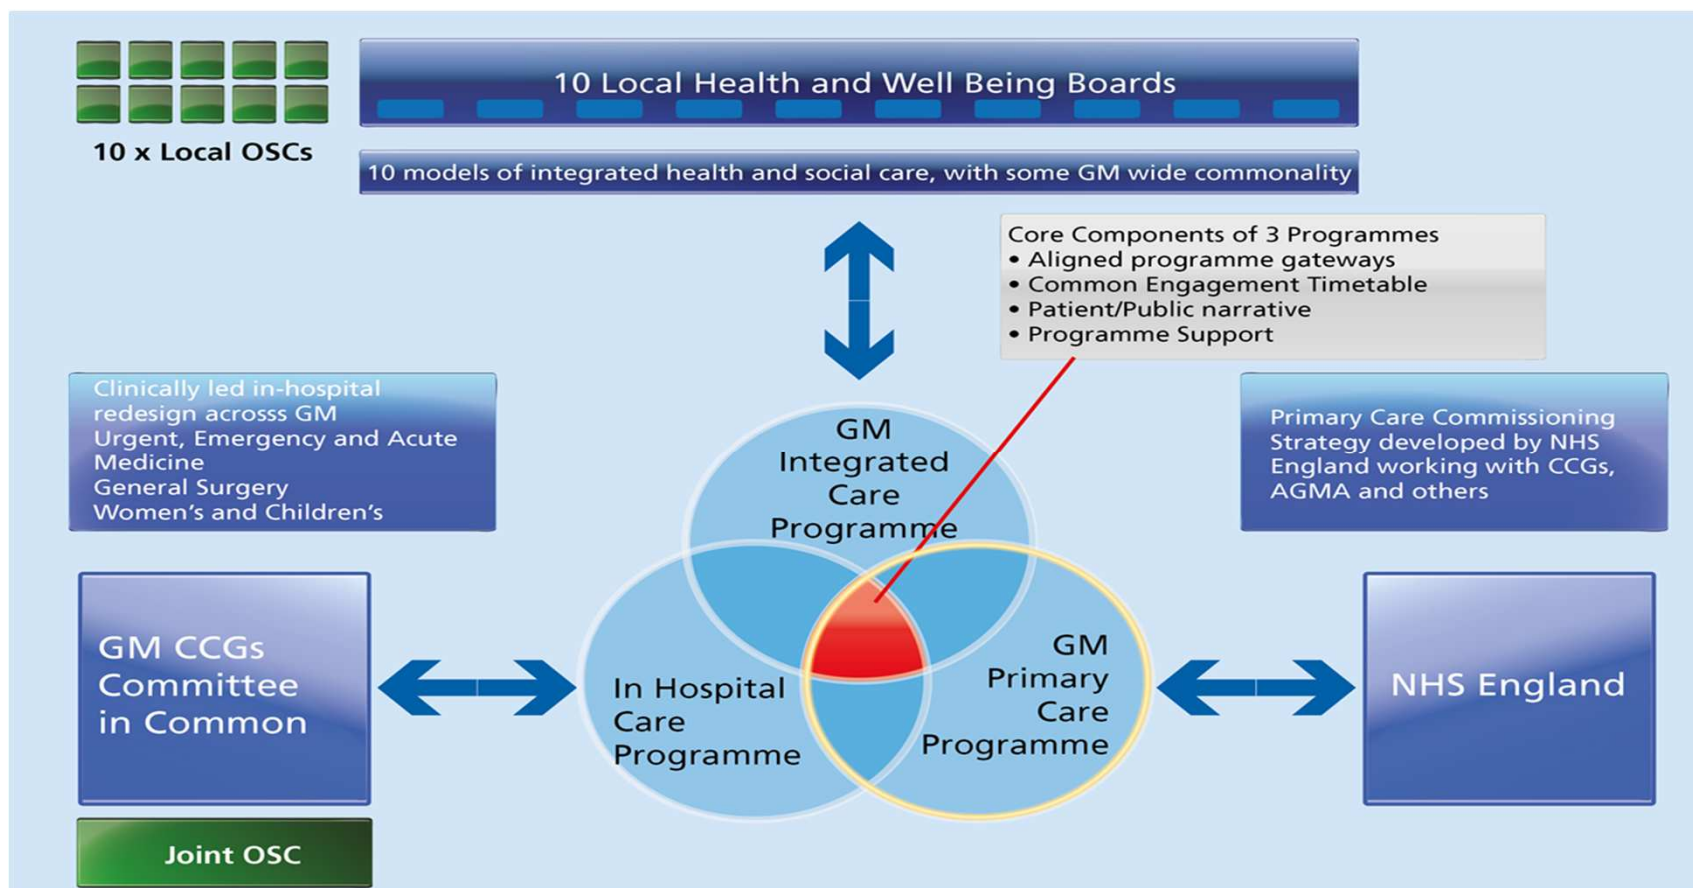 10 Local Health and Well Being Boards
10 x Local OSCs
10 models of integrated health and social care, with some GM wide commonality
Core Components of 3 Programmes
• Aligned programme gateways
• Common Engagement Timetable
• Patient/Public narrative
• Programme Support
Clinically led in-hospital
redesign acrosss GM
Urgent, Emergency and Acute
Medicine
General Surgery
Women’s and Children’s
Primary Care Commissioning
Strategy developed by NHS
England working with CCGs,
AGMA and others
GM
Integrated
Care
Programme
GM CCGs
Committee
in Common
In Hospital
Care
Programme
GM
Primary
Care
Programme
NHS England
Joint OSC